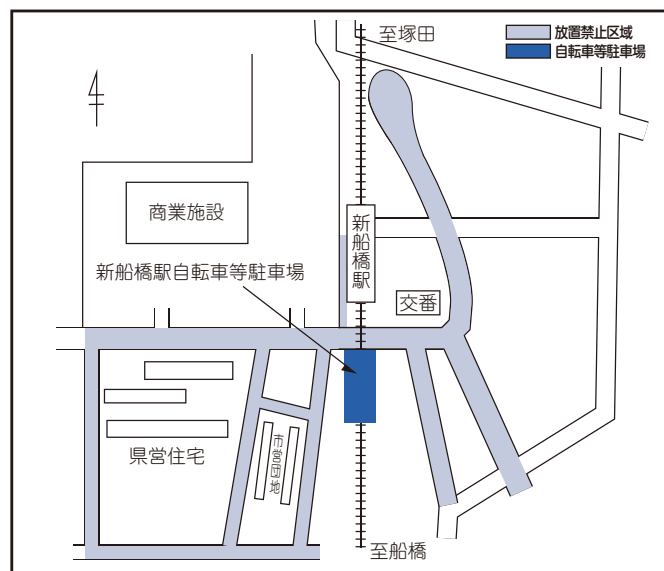 至塚田
放置禁止区域
自転車等駐車場
商業施設
新船橋駅
新船橋駅自転車等駐車場
交番
県営住宅
市営団地
至船橋